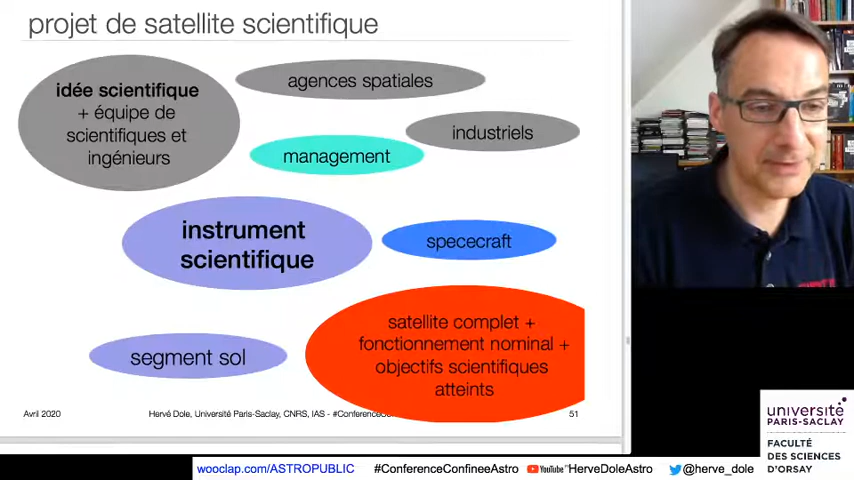 projet de satellite scientifique
idée scientifique
+ équipe de
scientifiques et
ingénieurs
agences spatiales
industriels
management
instrument
scientifique
spececraft
satellite complet +
fonctionnement nominal +
objectifs scientifiques
atteints
segment sol
Avril 2020
Hervé Dole, Université Paris-Saclay, CNRS, IAS - #ConferenceCon
51
université
PARIS-SACLAY
FACULTÉ
DES SCIENCES
D'ORSAY
wooclap.com/ASTROPUBLIC #ConferenceConfineeAstro YouTube"HerveDoleAstro @herve_dole